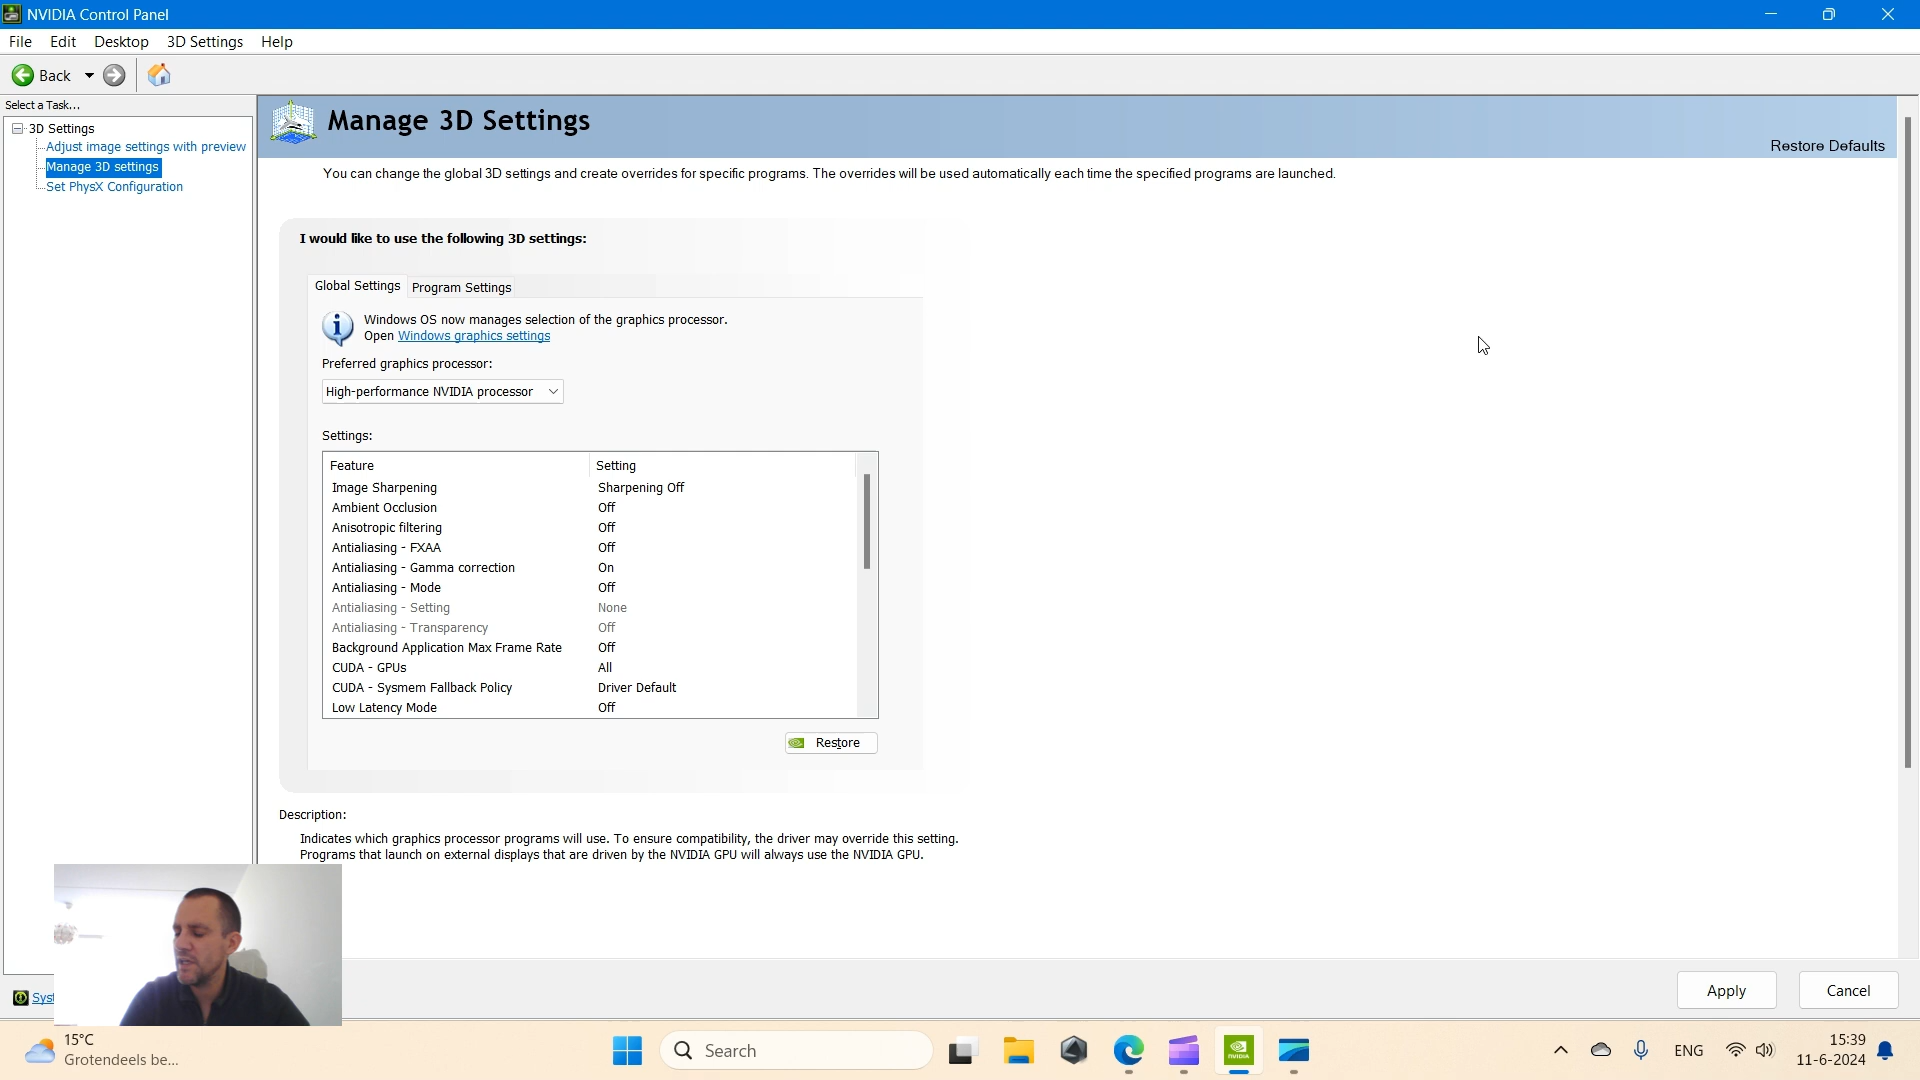 NVIDIA Control Panel
File Edit Desktop 3D Settings Help
Back
Select a Task...
3D Settings
Adjust image settings with preview
Manage 3D settings
Set PhysX Configuration
Manage 3D Settings
Restore Defaults
You can change the global 3D settings and create overrides for specific programs. The overrides will be used automatically each time the specified programs are launched.
I would like to use the following 3D settings:
Global Settings Program Settings
Windows OS now manages selection of the graphics processor.
Open Windows graphics settings
Preferred graphics processor:
High-performance NVIDIA processor
Settings:
Feature Setting
Image Sharpening Sharpening Off
Ambient Occlusion Off
Anisotropic filtering Off
Antialiasing - FXAA Off
Antialiasing - Gamma correction On
Antialiasing - Mode Off
Antialiasing - Setting None
Antialiasing - Transparency Off
Background Application Max Frame Rate Off
CUDA - GPUs All
CUDA - Sysmem Fallback Policy Driver Default
Low Latency Mode Off
Restore
Description:
Indicates which graphics processor programs will use. To ensure compatibility, the driver may override this setting.
Programs that launch on external displays that are driven by the NVIDIA GPU will always use the NVIDIA GPU.
Syst
Apply Cancel
15°C
Grotendeels be...
Search
NVIDIA
ENG
15:39
11-6-2024